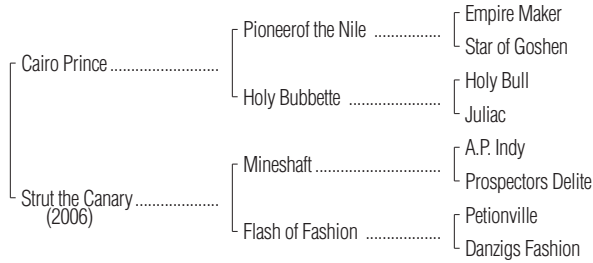 Empire Maker
Pioneerof the Nile ................
Star of Goshen
Cairo Prince ..........................
Holy Bull
Holy Bubbette ......................
Juliac
A.P. Indy
Mineshaft ..............................
Prospectors Delite
Strut the Canary ....................
(2006)
Petionville
Flash of Fashion ..................
Danzigs Fashion